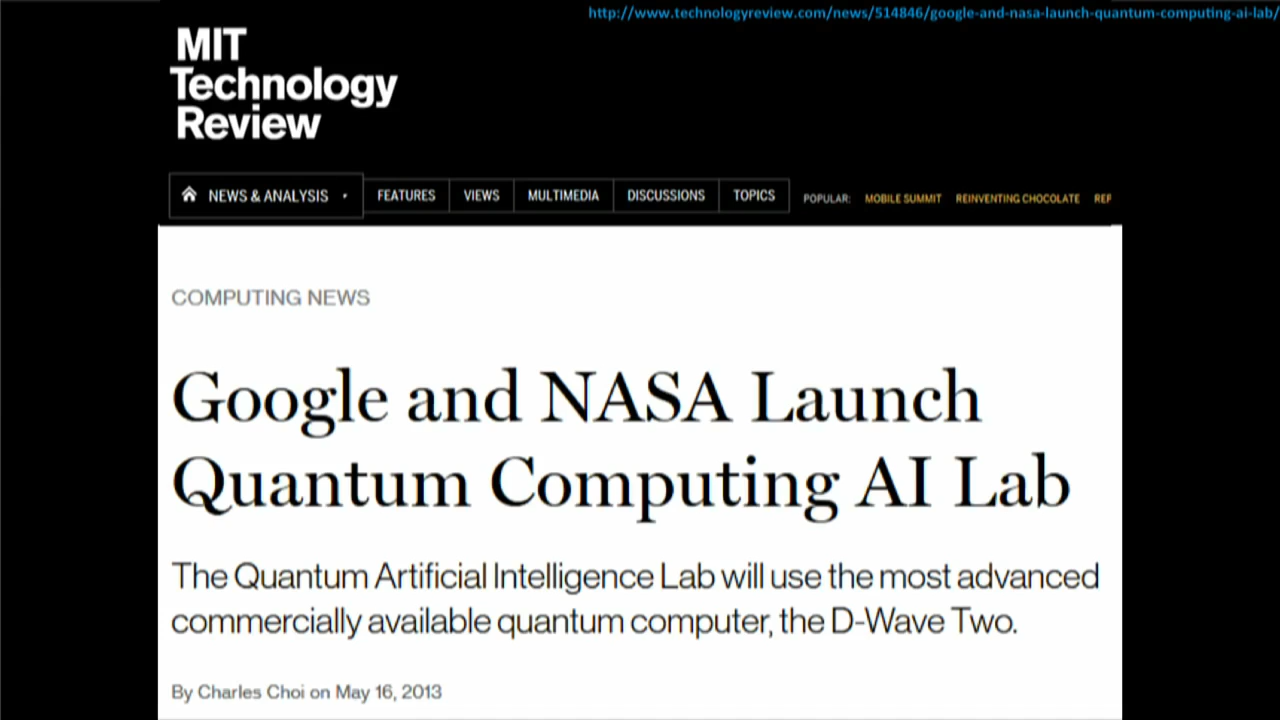 http://www.technologyreview.com/news/514846/google-and-nasa-launch-quantum-computing-ai-lab/
MIT
Technology
Review
NEWS & ANALYSIS FEATURES VIEWS MULTIMEDIA DISCUSSIONS TOPICS POPULAR: MOBILE SUMMIT REINVENTING CHOCOLATE
COMPUTING NEWS
Google and NASA Launch
Quantum Computing AI Lab
The Quantum Artificial Intelligence Lab will use the most advanced
commercially available quantum computer, the D-Wave Two.
By Charles Choi on May 16, 2013